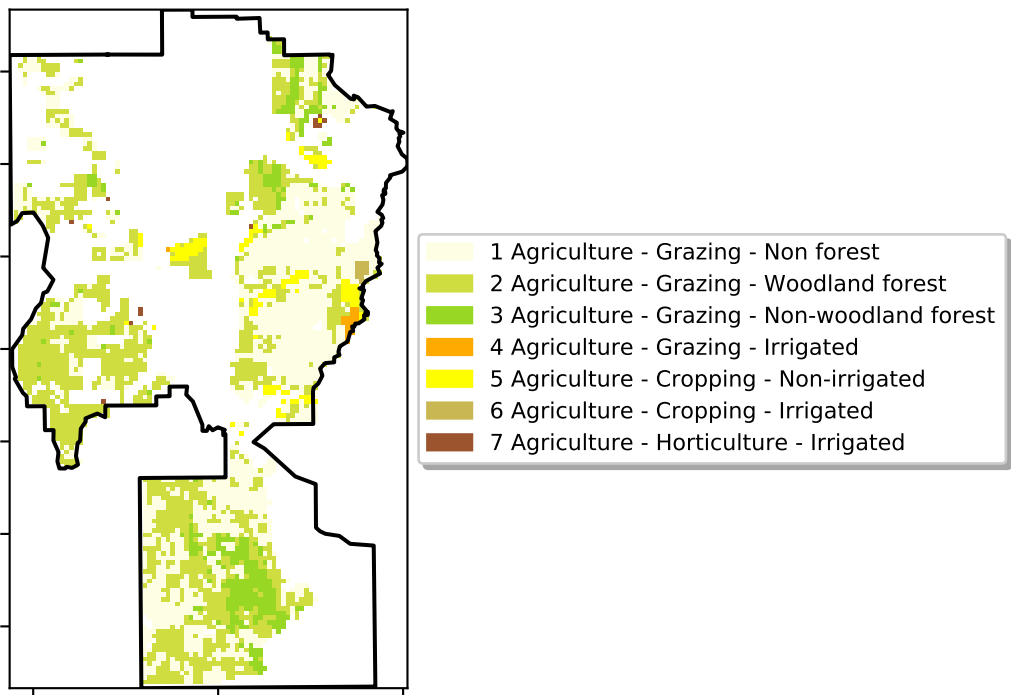 1 Agriculture - Grazing - Non forest
2 Agriculture - Grazing - Woodland forest
3 Agriculture - Grazing - Non-woodland forest
4 Agriculture - Grazing - Irrigated
5 Agriculture - Cropping - Non-irrigated
6 Agriculture - Cropping - Irrigated
7 Agriculture - Horticulture - Irrigated